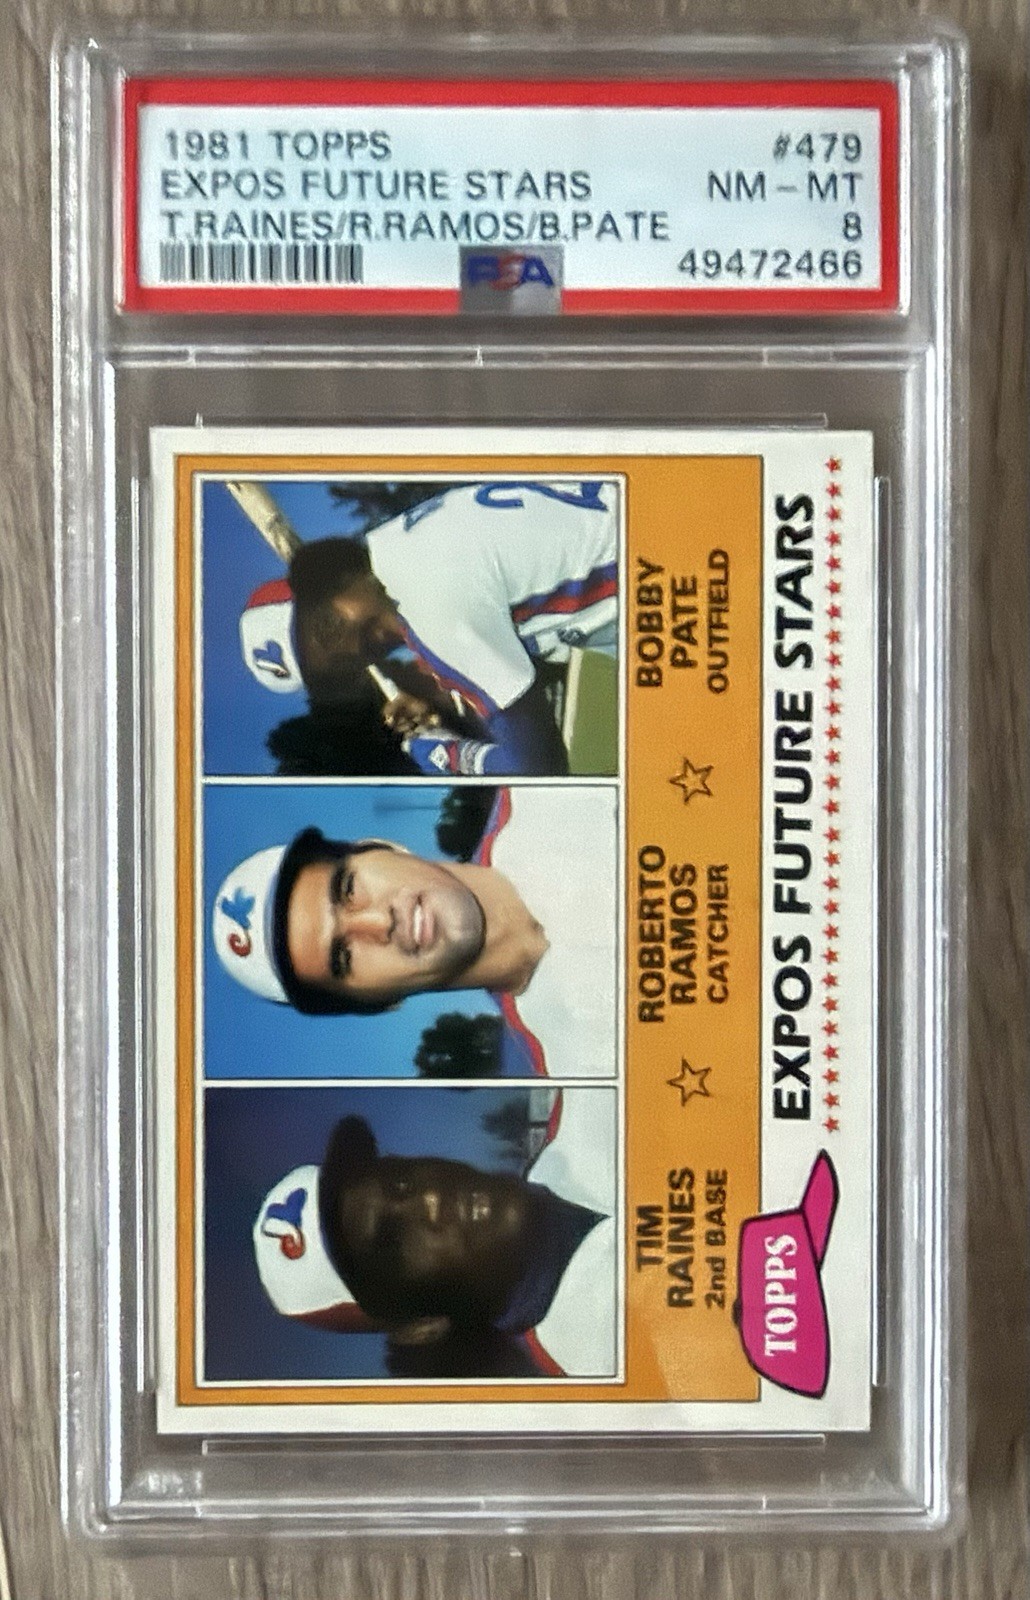 1981 TOPPS #479
EXPOS FUTURE STARS NM - MT
T.RAINES/R.RAMOS/B.PATE 8
PSA 49472466
TIM
RAINES
2nd BASE
ROBERTO
RAMOS
CATCHER
BOBBY
PATE
OUTFIELD
TOPPS
EXPOS FUTURE STARS